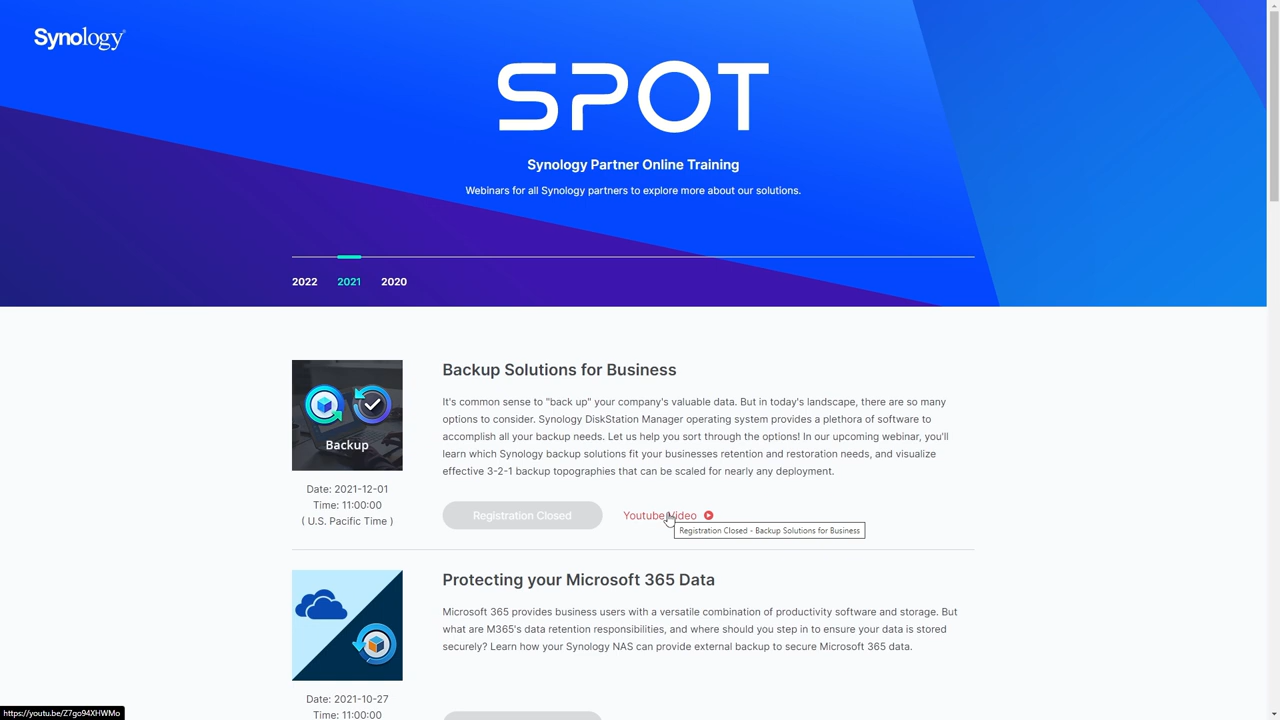 Synology
SPOT
Synology Partner Online Training
Webinars for all Synology partners to explore more about our solutions.
2022 2021 2020
Backup
Date: 2021-12-01
Time: 11:00:00
( U.S. Pacific Time )
Backup Solutions for Business
It's common sense to "back up" your company's valuable data. But in today's landscape, there are so many
options to consider. Synology DiskStation Manager operating system provides a plethora of software to
accomplish all your backup needs. Let us help you sort through the options! In our upcoming webinar, you'll
learn which Synology backup solutions fit your businesses retention and restoration needs, and visualize
effective 3-2-1 backup topographies that can be scaled for nearly any deployment.
Registration Closed
Youtube Video
Registration Closed - Backup Solutions for Business
Date: 2021-10-27
Time: 11:00:00
Protecting your Microsoft 365 Data
Microsoft 365 provides business users with a versatile combination of productivity software and storage. But
what are M365's data retention responsibilities, and where should you step in to ensure your data is stored
securely? Learn how your Synology NAS can provide external backup to secure Microsoft 365 data.
https://youtu.be/Z7go94XHWMo